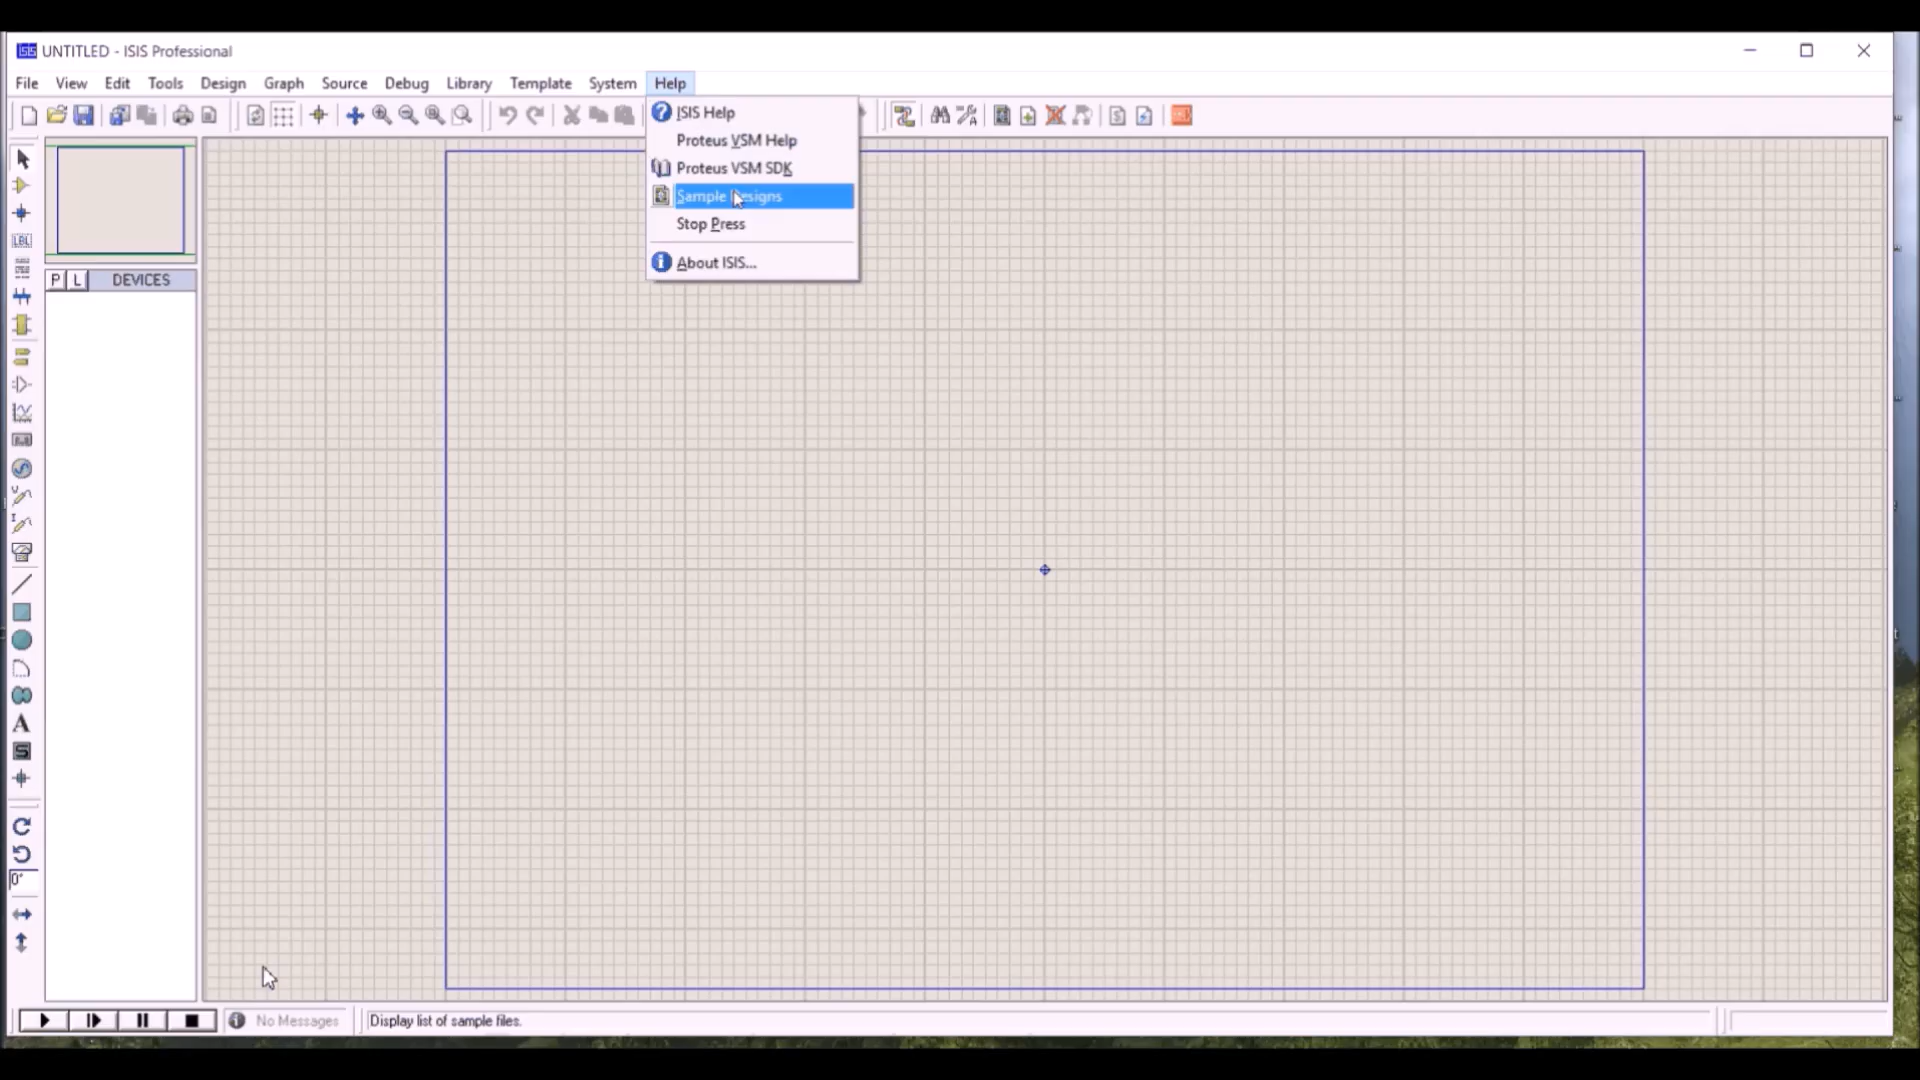 UNTITLED - ISIS Professional
File View Edit Tools Design Graph Source Debug Library Template System Help
ISIS Help
Proteus VSM Help
Proteus VSM SDK
Sample Designs
Stop Press
About ISIS...
LBL
P L DEVICES
A
S
0°
No Messages
Display list of sample files.